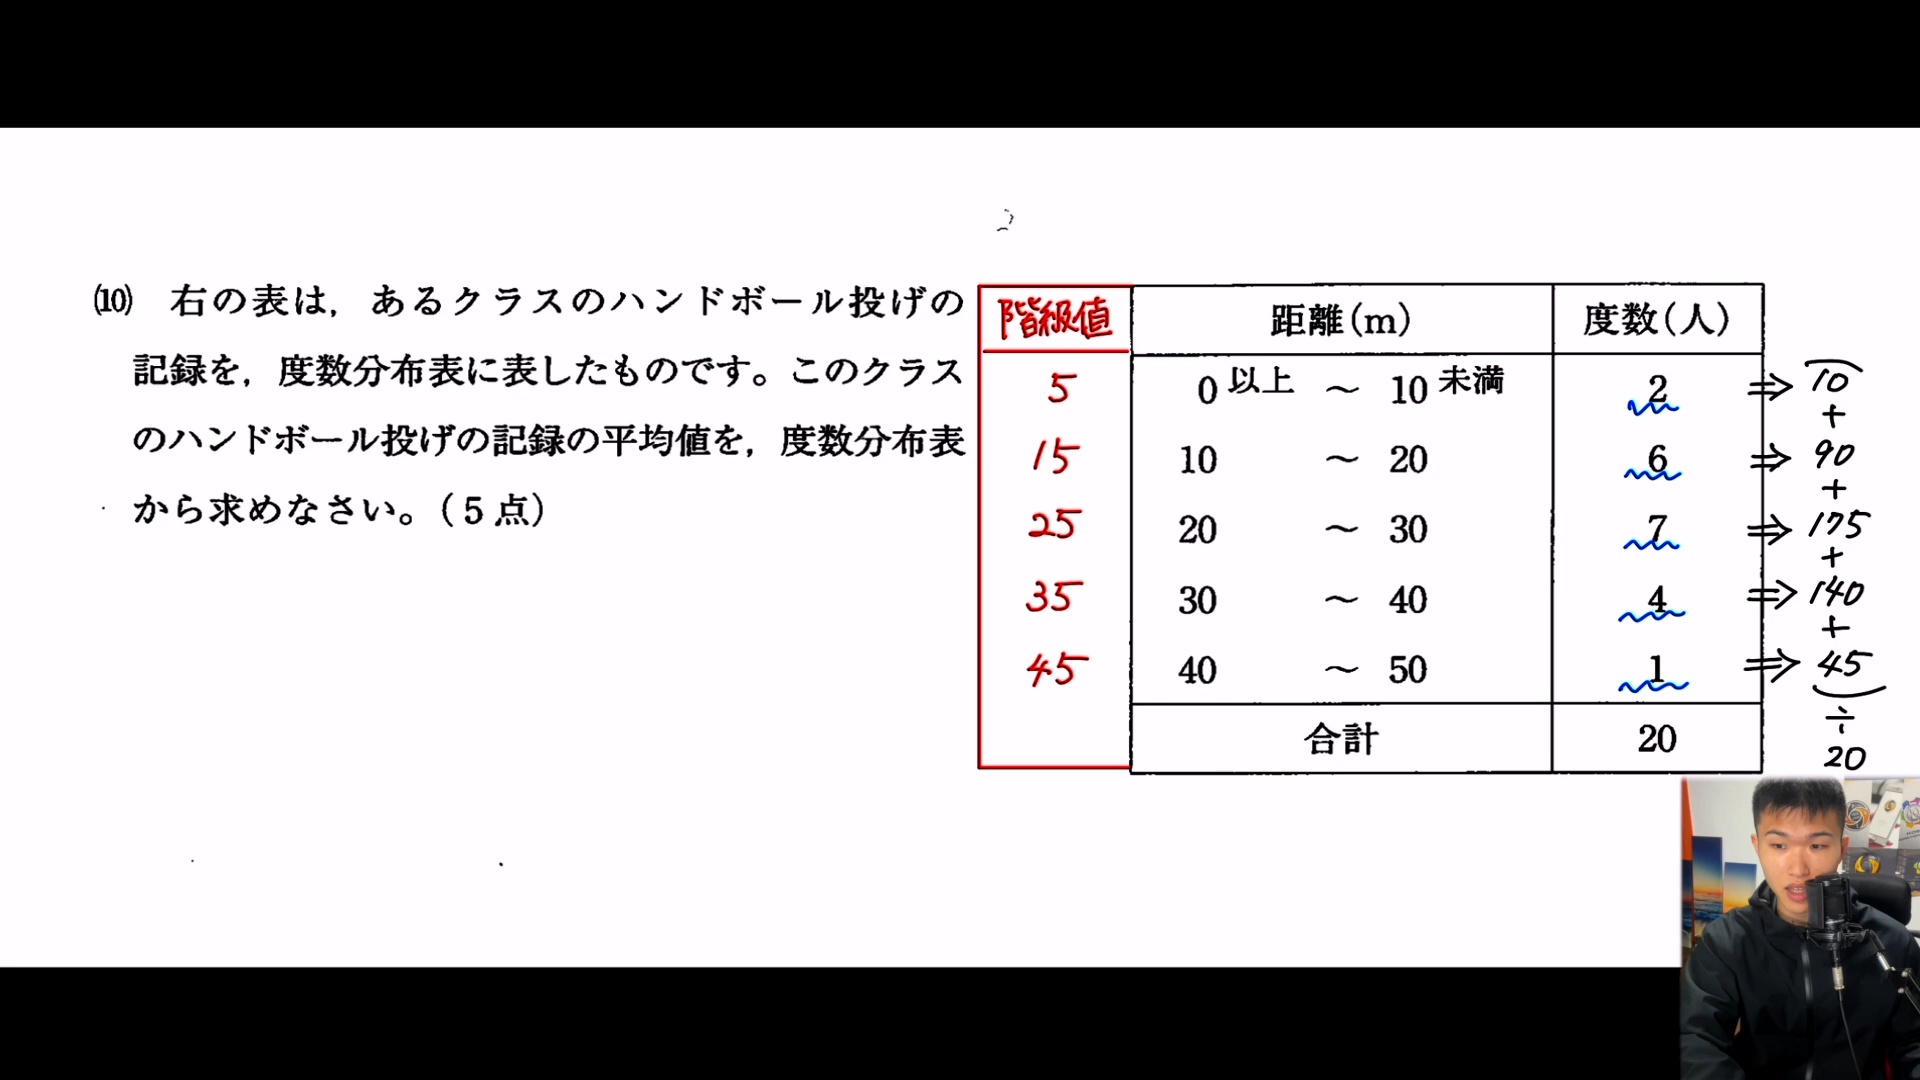 ⑽ 右の表は，あるクラスのハンドボール投げの
記録を，度数分布表に表したものです。このクラス
のハンドボール投げの記録の平均値を，度数分布表
から求めなさい。（５点）
階級値 距離(m) 度数(人)
5 0以上 ～ 10未満 2 ⇒ 10
+
15 10 ～ 20 6 ⇒ 90
+
25 20 ～ 30 7 ⇒ 175
+
35 30 ～ 40 4 ⇒ 140
+
45 40 ～ 50 1 ⇒ 45
÷
合計 20 20